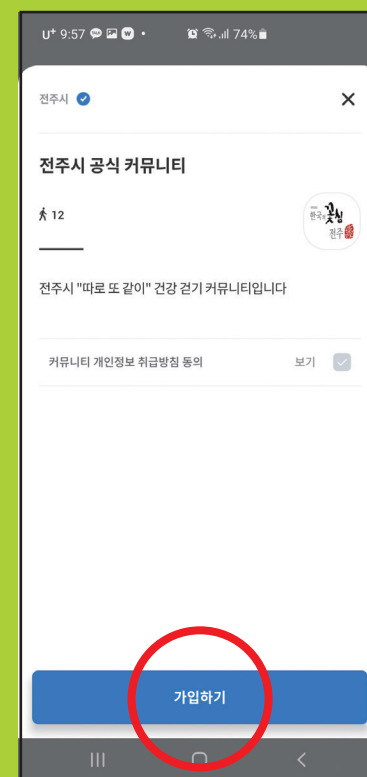 U+ 9:57 74%
전주시
전주시 공식 커뮤니티
12
한국의
꽃심
전주
전주시 "따로 또 같이" 건강 걷기 커뮤니티입니다
커뮤니티 개인정보 취급방침 동의 보기
가입하기